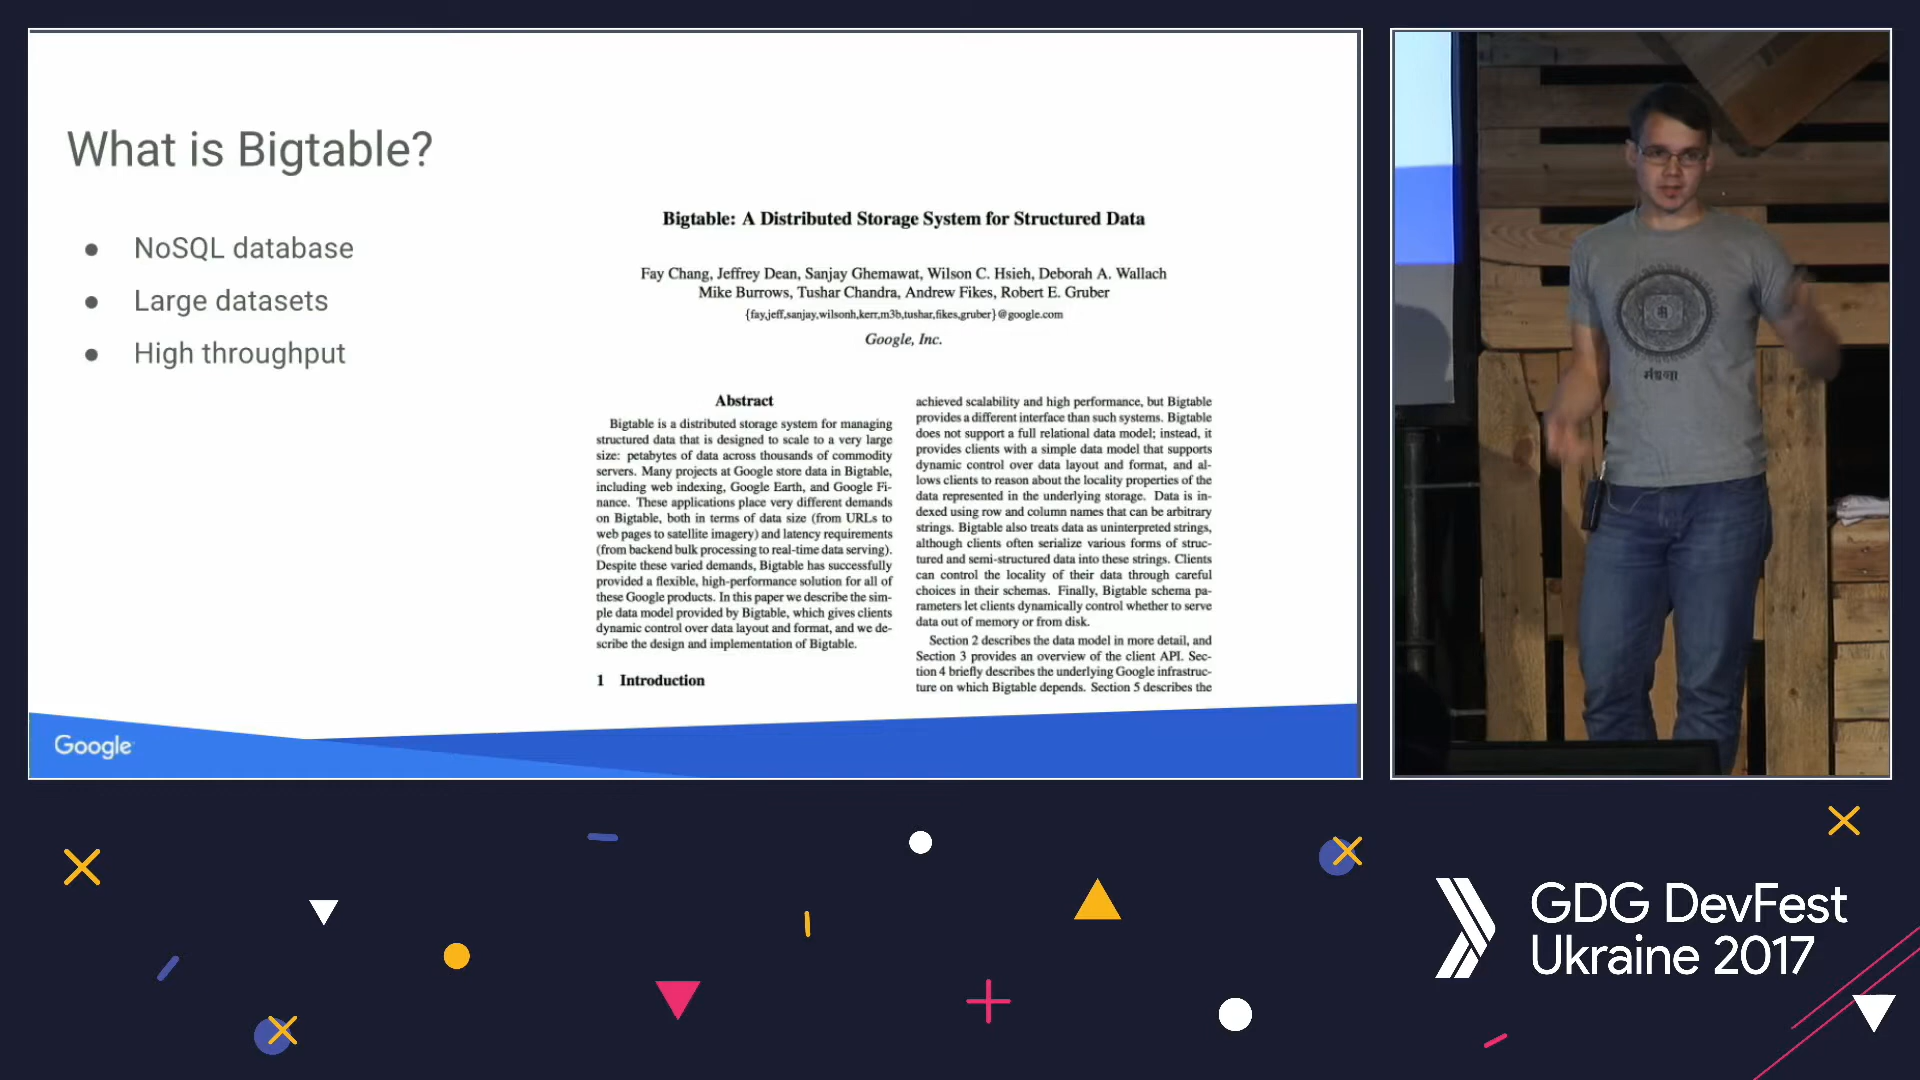 What is Bigtable?
NoSQL database
Large datasets
High throughput
Bigtable: A Distributed Storage System for Structured Data
Fay Chang, Jeffrey Dean, Sanjay Ghemawat, Wilson C. Hsieh, Deborah A. Wallach
Mike Burrows, Tushar Chandra, Andrew Fikes, Robert E. Gruber
{fay,jeff,sanjay,wilsonh,kerr,m3b,tushar,fikes,gruber}@google.com
Google, Inc.
Abstract
Bigtable is a distributed storage system for managing
structured data that is designed to scale to a very large
size: petabytes of data across thousands of commodity
servers. Many projects at Google store data in Bigtable,
including web indexing, Google Earth, and Google Fi-
nance. These applications place very different demands
on Bigtable, both in terms of data size (from URLs to
web pages to satellite imagery) and latency requirements
(from backend bulk processing to real-time data serving).
Despite these varied demands, Bigtable has successfully
provided a flexible, high-performance solution for all of
these Google products. In this paper we describe the sim-
ple data model provided by Bigtable, which gives clients
dynamic control over data layout and format, and we de-
scribe the design and implementation of Bigtable.
1 Introduction
achieved scalability and high performance, but Bigtable
provides a different interface than such systems. Bigtable
does not support a full relational data model; instead, it
provides clients with a simple data model that supports
dynamic control over data layout and format, and al-
lows clients to reason about the locality properties of the
data represented in the underlying storage. Data is in-
dexed using row and column names that can be arbitrary
strings. Bigtable also treats data as uninterpreted strings,
although clients often serialize various forms of struc-
tured and semi-structured data into these strings. Clients
can control the locality of their data through careful
choices in their schemas. Finally, Bigtable schema pa-
rameters let clients dynamically control whether to serve
data out of memory or from disk.
Section 2 describes the data model in more detail, and
Section 3 provides an overview of the client API. Sec-
tion 4 briefly describes the underlying Google infrastruc-
ture on which Bigtable depends. Section 5 describes the
Google
GDG DevFest
Ukraine 2017